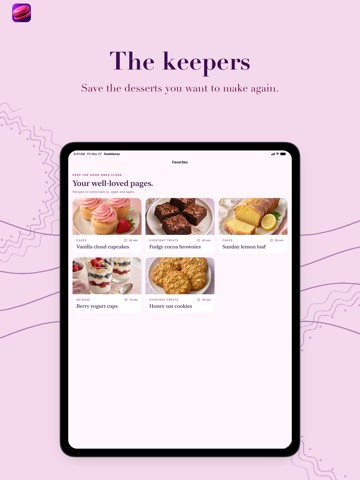 The keepers
Save the desserts you want to make again.
Favorites
KEEP THE GOOD ONES CLOSE
Your well-loved pages.
Recipes to come back to, again and again.
CAKES
Vanilla cloud cupcakes
EVERYDAY TREATS
Fudgy cocoa brownies
CAKES
Sunday lemon loaf
NO BAKE
Berry yogurt cups
EVERYDAY TREATS
Honey oat cookies